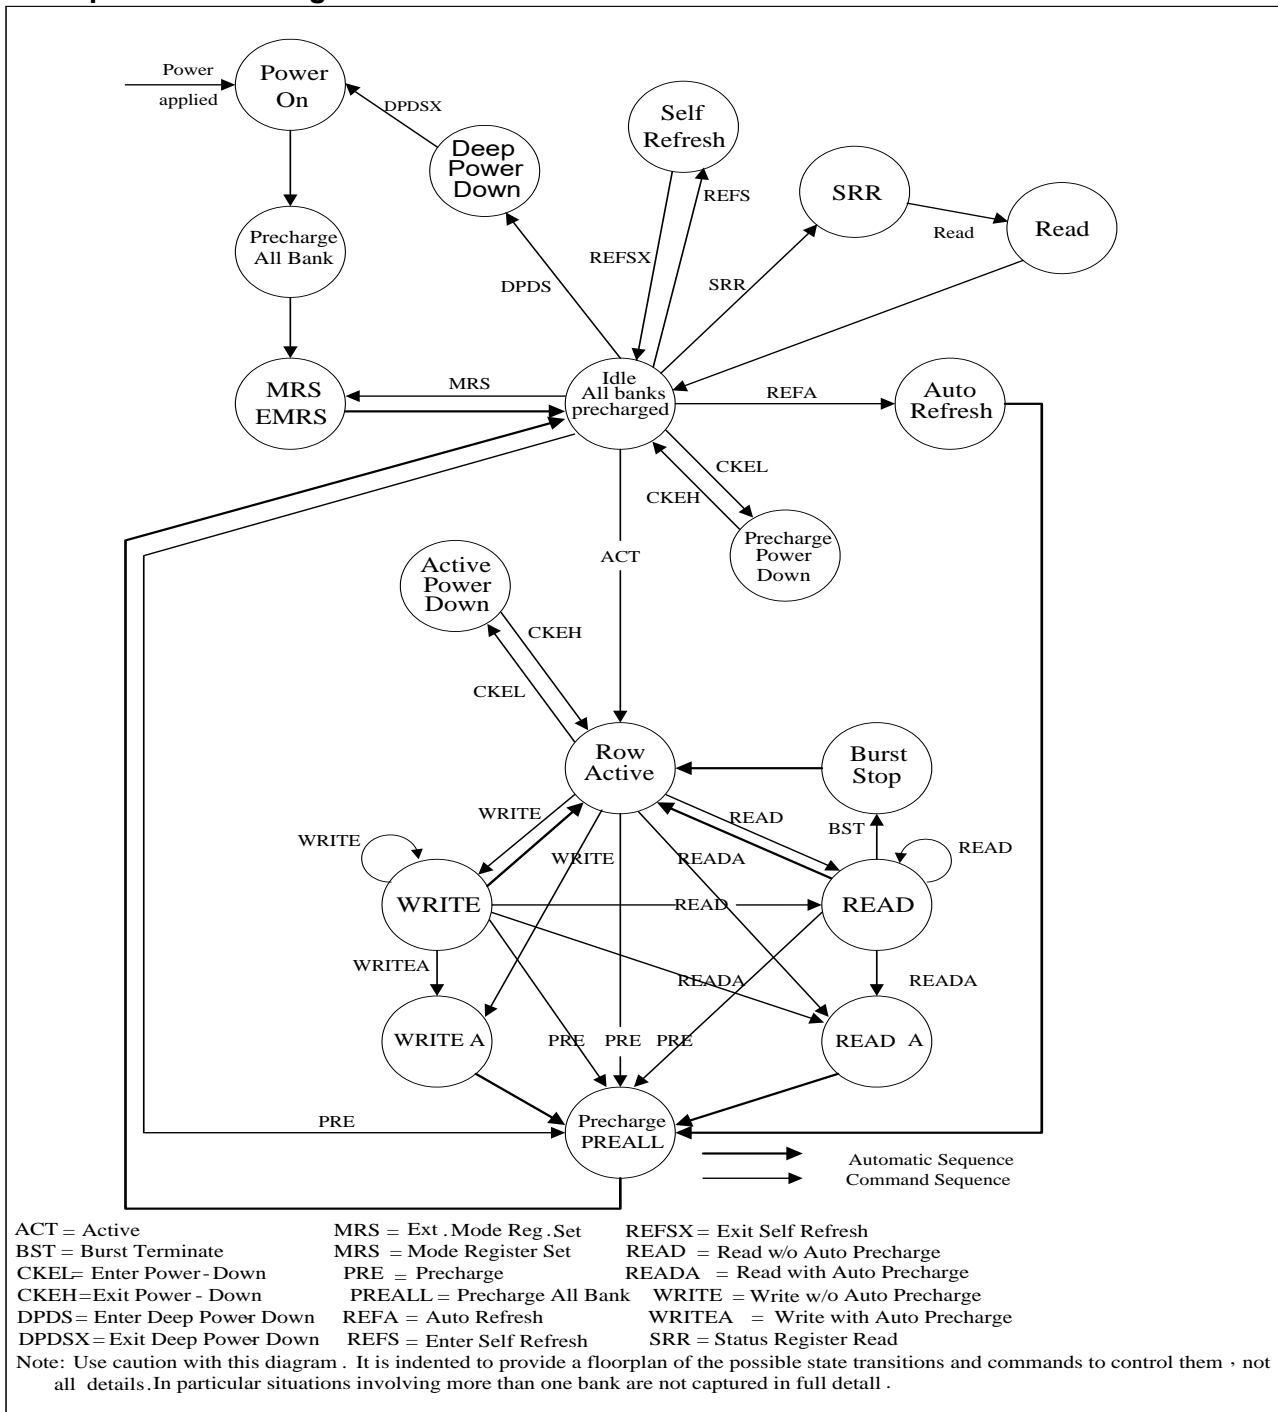 Power
applied
Power
On
DPDSX
Deep
Power
Down
Self
Refresh
REFS
SRR
Read
Read
Precharge
All Bank
REFSX
DPDS
SRR
MRS
EMRS
MRS
Idle
All banks
precharged
REFA
Auto
Refresh
CKEL
CKEH
Precharge
Power
Down
ACT
Active
Power
Down
CKEH
CKEL
Row
Active
Burst
Stop
WRITE
READ
BST
WRITE
WRITE
READA
READ
WRITE
READ
READ
WRITEA
READA
READA
WRITE A
PRE
PRE
PRE
READ A
PRE
Precharge
PREALL
Automatic Sequence
Command Sequence
ACT = Active MRS = Ext . Mode Reg . Set REFSX = Exit Self Refresh
BST = Burst Terminate MRS = Mode Register Set READ = Read w/o Auto Precharge
CKEL= Enter Power - Down PRE = Precharge READA = Read with Auto Precharge
CKEH=Exit Power - Down PREALL = Precharge All Bank WRITE = Write w/o Auto Precharge
DPDS = Enter Deep Power Down REFA = Auto Refresh WRITEA = Write with Auto Precharge
DPDSX = Exit Deep Power Down REFS = Enter Self Refresh SRR = Status Register Read
Note: Use caution with this diagram . It is indented to provide a floorplan of the possible state transitions and commands to control them , not
all details.In particular situations involving more than one bank are not captured in full detall .